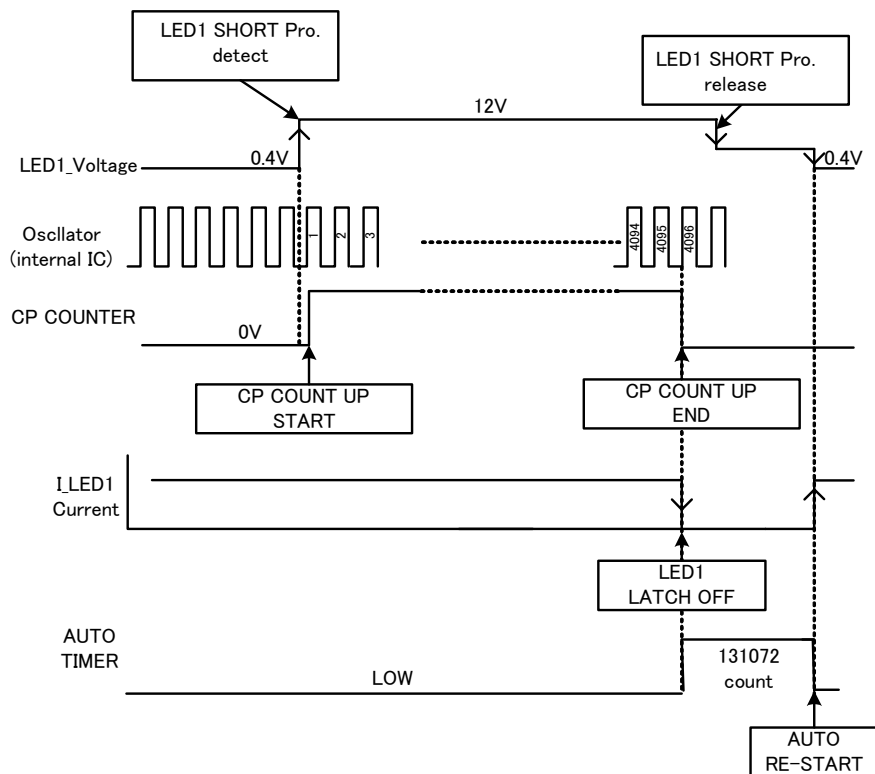 LED1 SHORT Pro.
detect
LED1 SHORT Pro.
release
12V
LED1_Voltage
0.4V
0.4V
Oscllator
(internal IC)
1
2
3
4094
4095
4096
CP COUNTER
0V
CP COUNT UP
START
CP COUNT UP
END
I_LED1
Current
LED1
LATCH OFF
AUTO
TIMER
LOW
131072
count
AUTO
RE-START